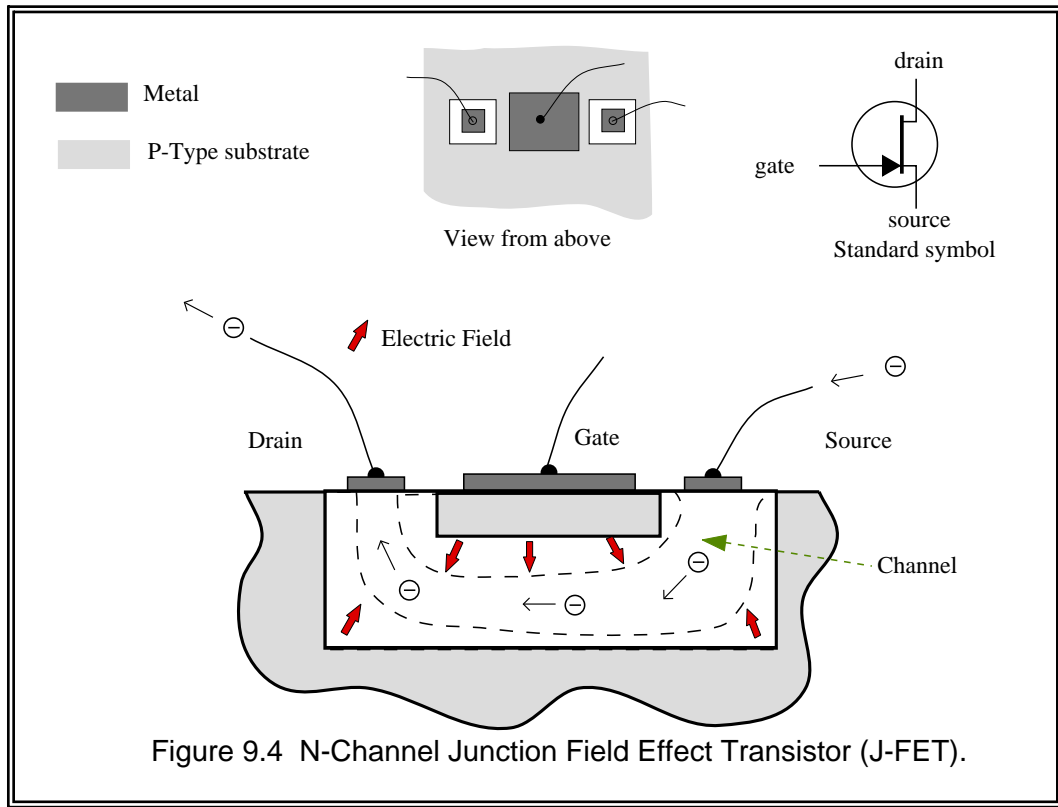 Metal
P-Type substrate
View from above
drain
gate
source
Standard symbol
Electric Field
Drain
Gate
Source
Channel
Figure 9.4 N-Channel Junction Field Effect Transistor (J-FET).